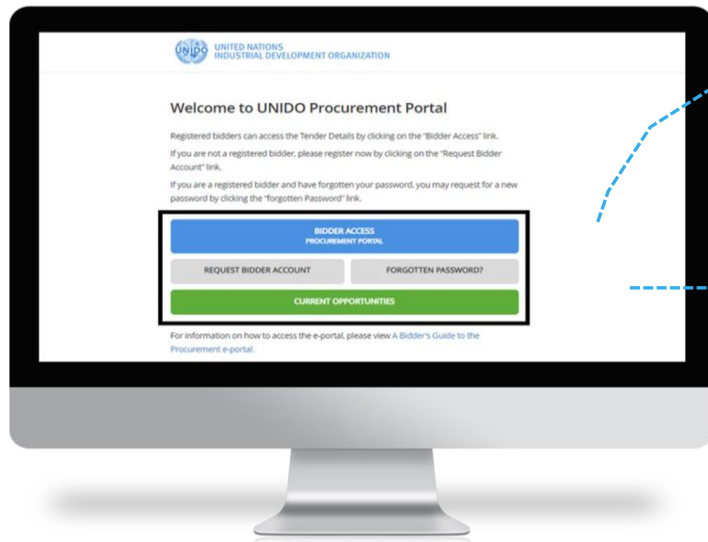 UNIDO
UNITED NATIONS
INDUSTRIAL DEVELOPMENT ORGANIZATION
Welcome to UNIDO Procurement Portal
Registered bidders can access the Tender Details by clicking on the "Bidder Access" link.
If you are not a registered bidder, please register now by clicking on the "Request Bidder
Account" link.
If you are a registered bidder and have forgotten your password, you may request for a new
password by clicking the "forgotten Password" link.
BIDDER ACCESS
PROCUREMENT PORTAL
REQUEST BIDDER ACCOUNT
FORGOTTEN PASSWORD?
CURRENT OPPORTUNITIES
For information on how to access the e-portal, please view A Bidder's Guide to the
Procurement e-portal.